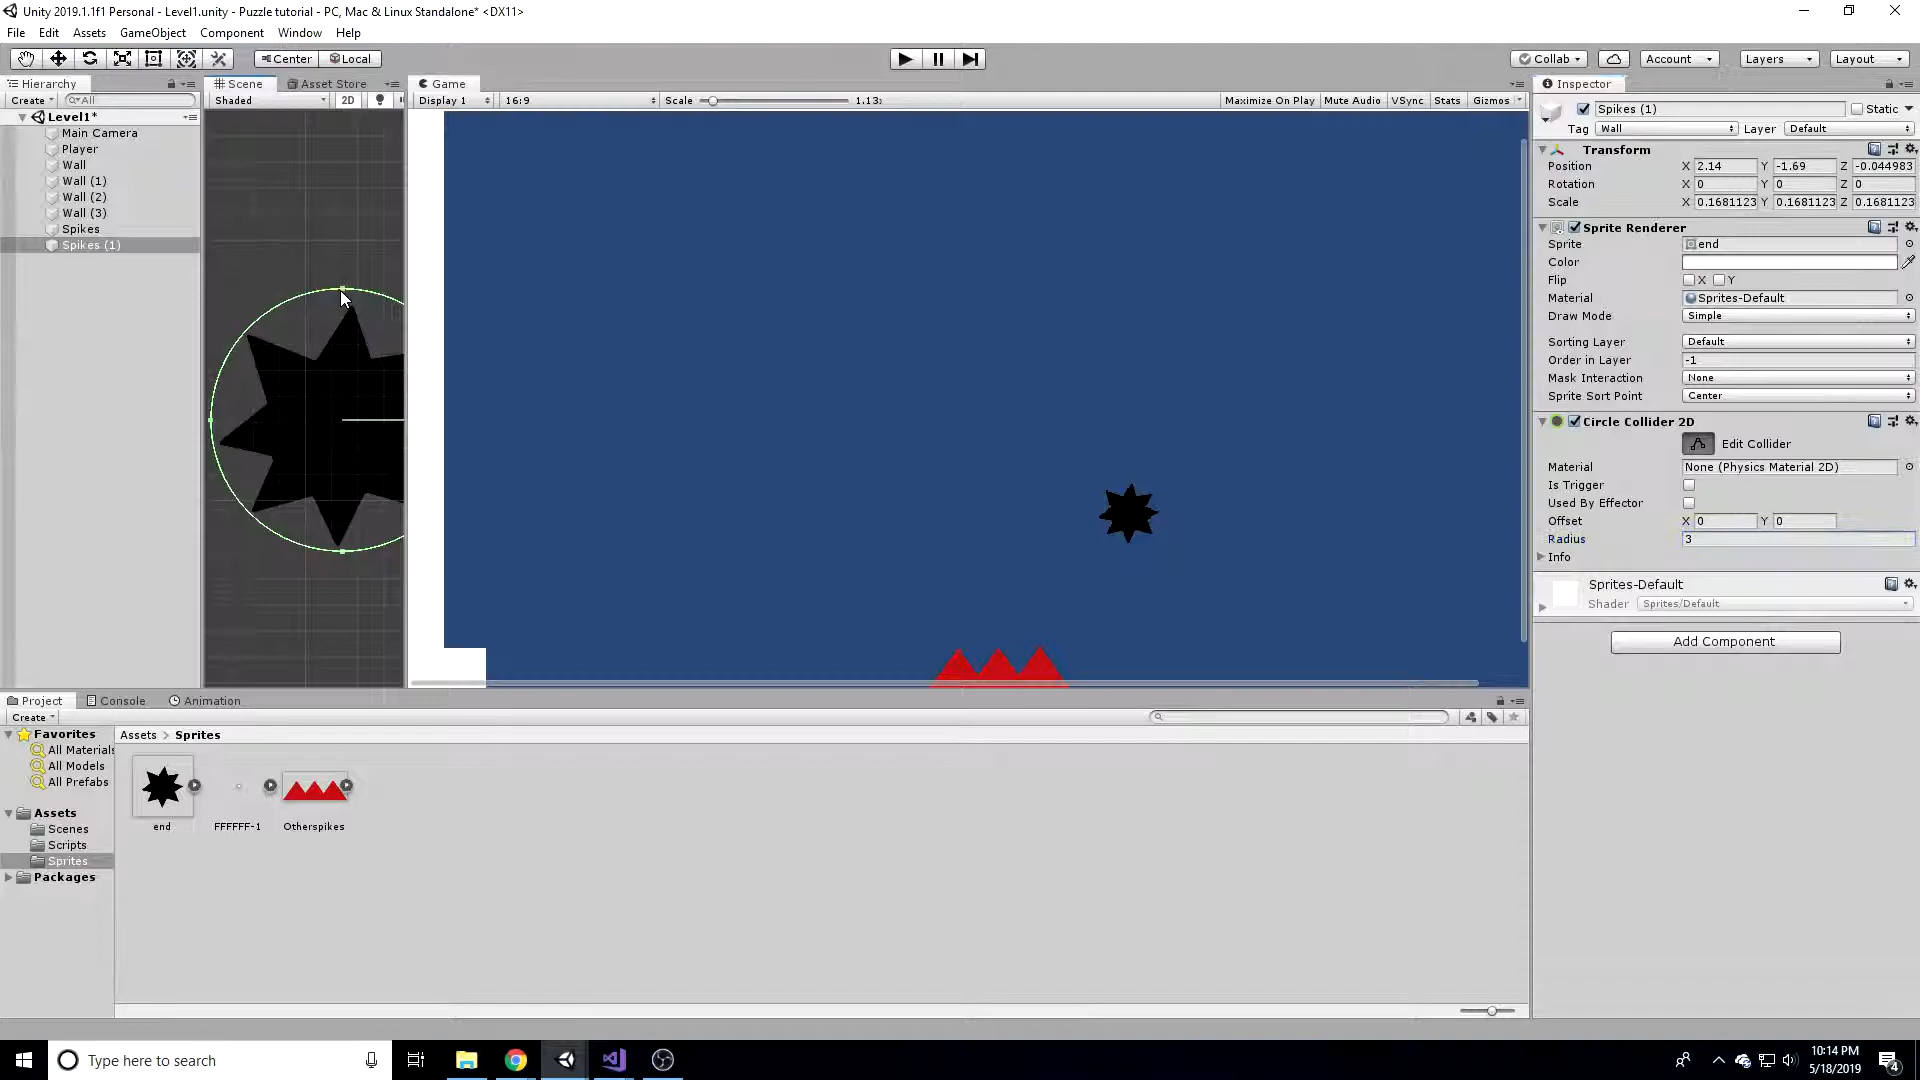 Unity 2019.1.1f1 Personal - Level1.unity - Puzzle tutorial - PC, Mac & Linux Standalone* <DX11>
File Edit Assets GameObject Component Window Help
Center Local
Collab Account Layers Layout
Hierarchy
Create All
Level1*
Main Camera
Player
Wall
Wall (1)
Wall (2)
Wall (3)
Spikes
Spikes (1)
Scene Asset Store
Shaded 2D
Game
Display 1 16:9 Scale 1.13x Maximize On Play Mute Audio VSync Stats Gizmos
Inspector
Spikes (1) Static
Tag Wall Layer Default
Transform
Position X 2.14 Y -1.69 Z -0.044983
Rotation X 0 Y 0 Z 0
Scale X 0.1681123 Y 0.1681123 Z 0.1681123
Sprite Renderer
Sprite end
Color
Flip X Y
Material Sprites-Default
Draw Mode Simple
Sorting Layer Default
Order in Layer -1
Mask Interaction None
Sprite Sort Point Center
Circle Collider 2D
Edit Collider
Material None (Physics Material 2D)
Is Trigger
Used By Effector
Offset X 0 Y 0
Radius 3
Info
Sprites-Default
Shader Sprites/Default
Add Component
Project Console Animation
Create
Favorites
All Materials
All Models
All Prefabs
Assets
Scenes
Scripts
Sprites
Packages
Assets > Sprites
end FFFFFF-1 Otherspikes
Type here to search
10:14 PM
5/18/2019
4